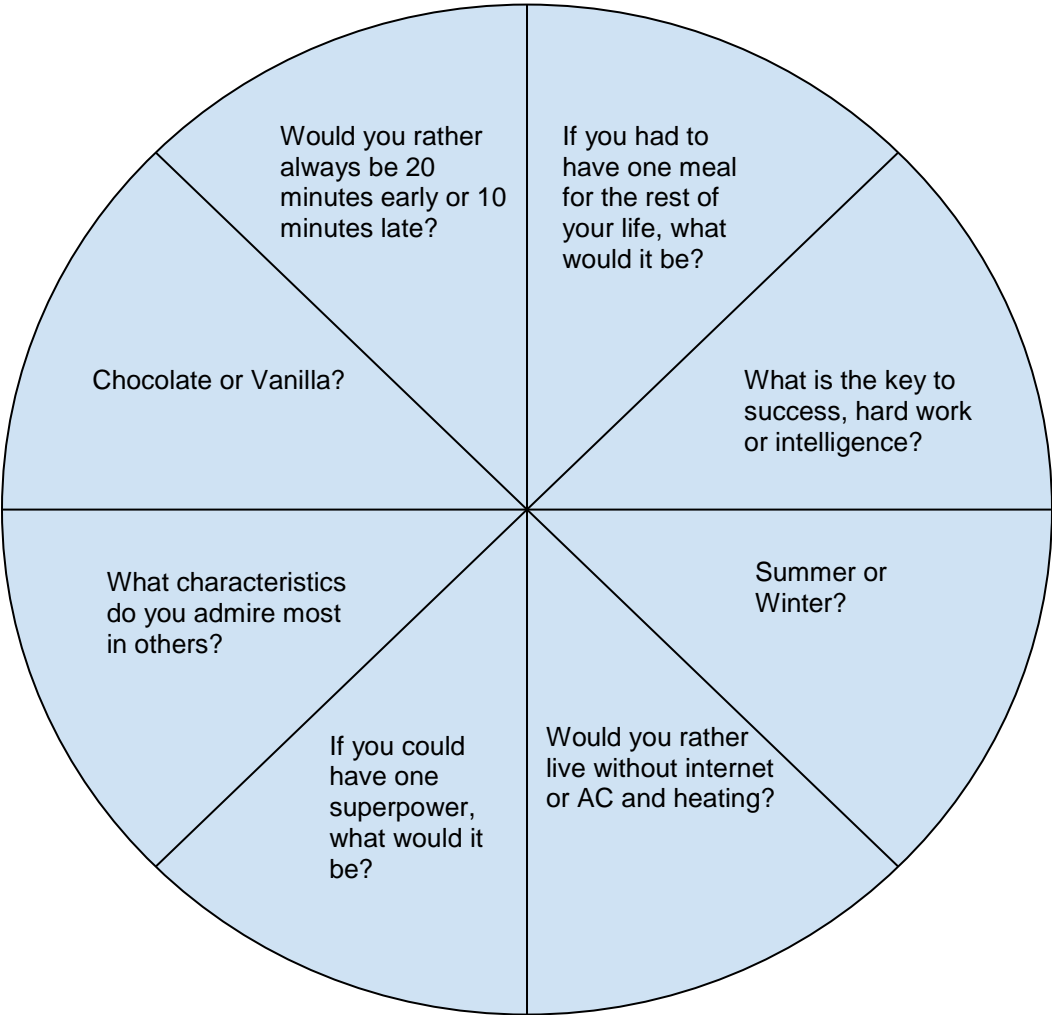 Would you rather
always be 20
minutes early or 10
minutes late?
If you had to
have one meal
for the rest of
your life, what
would it be?
Chocolate or Vanilla?
What is the key to
success, hard work
or intelligence?
What characteristics
do you admire most
in others?
Summer or
Winter?
If you could
have one
superpower,
what would it
be?
Would you rather
live without internet
or AC and heating?